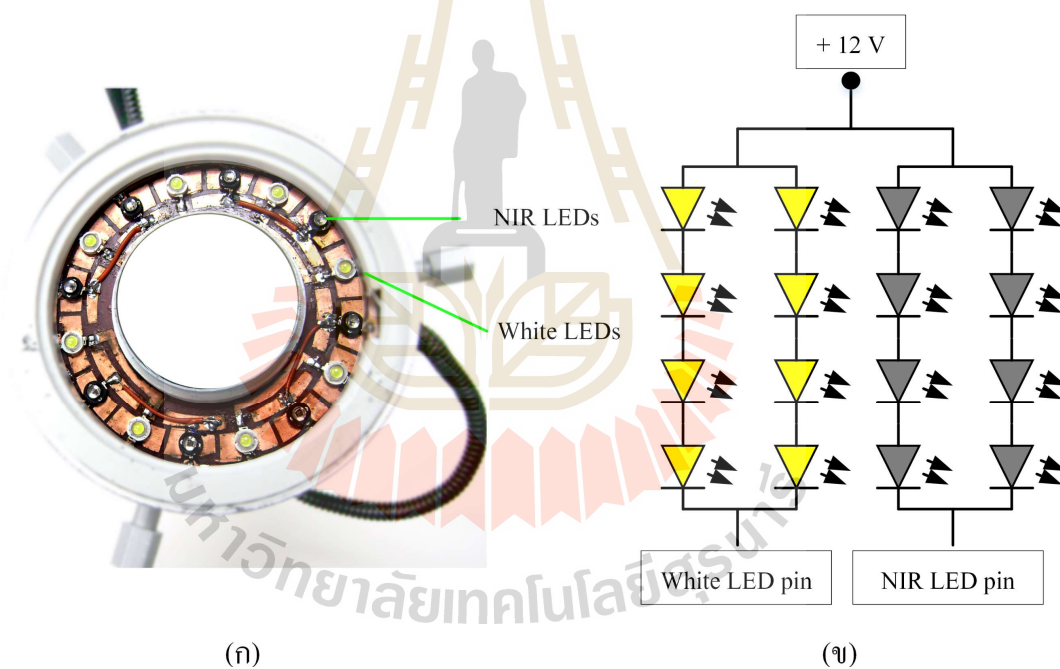 + 12 V
NIR LEDs
White LEDs
White LED pin
NIR LED pin
มหาวิทยาลัยเทคโนโลยีสุรนารี
(ก)
(ข)